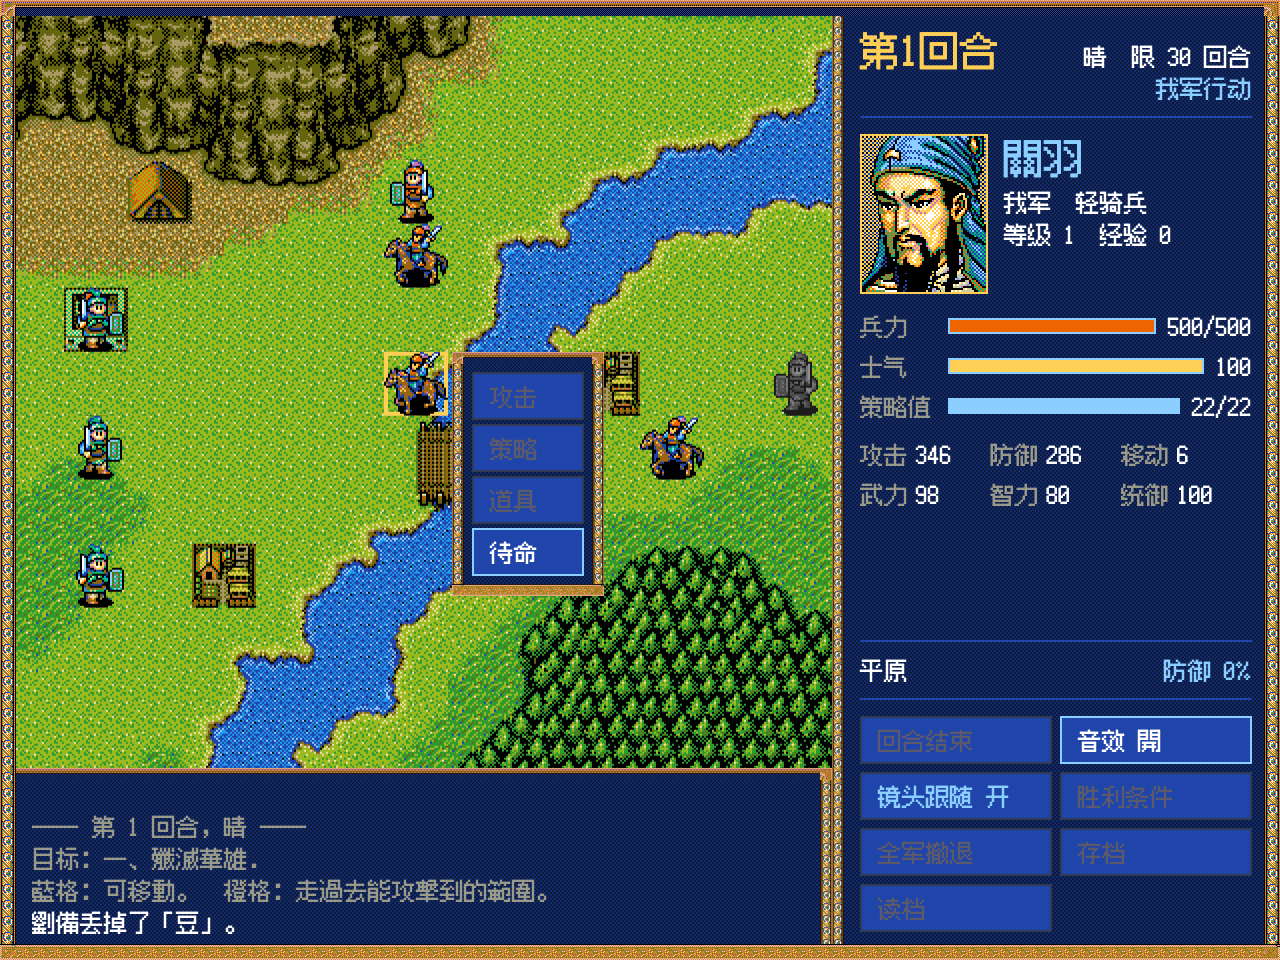 第1回合
晴 限 30 回合
我军行动
關羽
我军 轻骑兵
等级 1 经验 0
兵力 500/500
士气 100
策略值 22/22
攻击 346 防御 286 移动 6
武力 98 智力 80 统御 100
攻击
策略
道具
待命
平原 防御 0%
回合结束 音效 開
镜头跟随 开 胜利条件
全军撤退 存档
读档
—— 第 1 回合，晴 ——
目标：一、殲滅華雄．
藍格：可移動。 橙格：走過去能攻擊到的範圍。
劉備丟掉了「豆」。